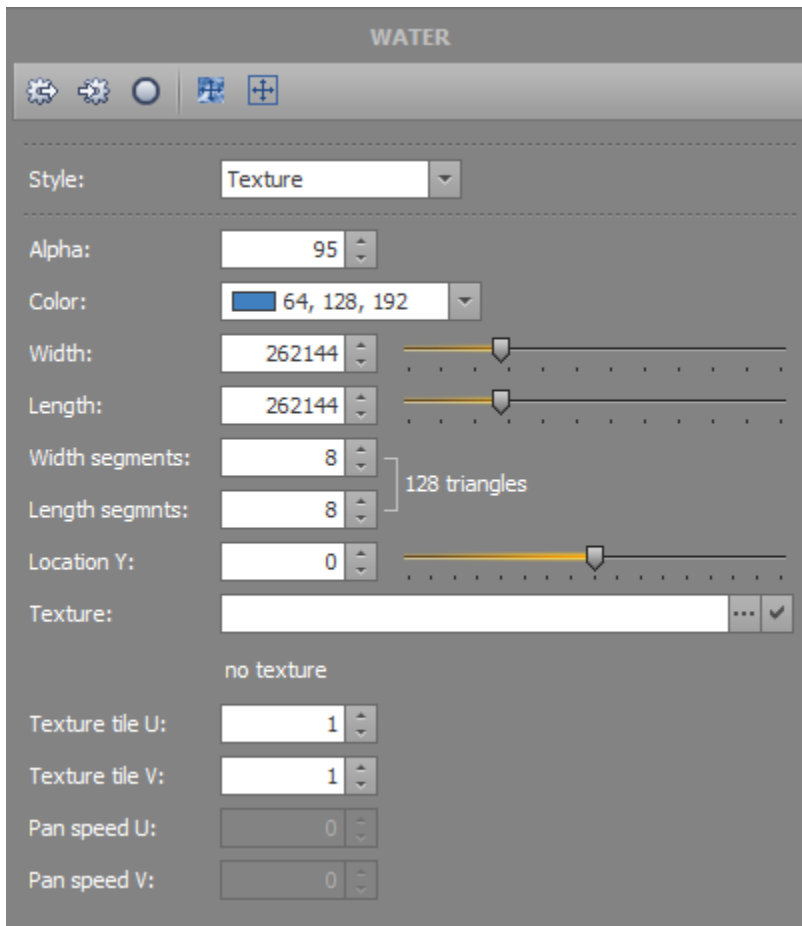 WATER
Style: Texture
Alpha: 95
Color: 64, 128, 192
Width: 262144
Length: 262144
Width segments: 8
128 triangles
Length segmnts: 8
Location Y: 0
Texture:
no texture
Texture tile U: 1
Texture tile V: 1
Pan speed U: 0
Pan speed V: 0